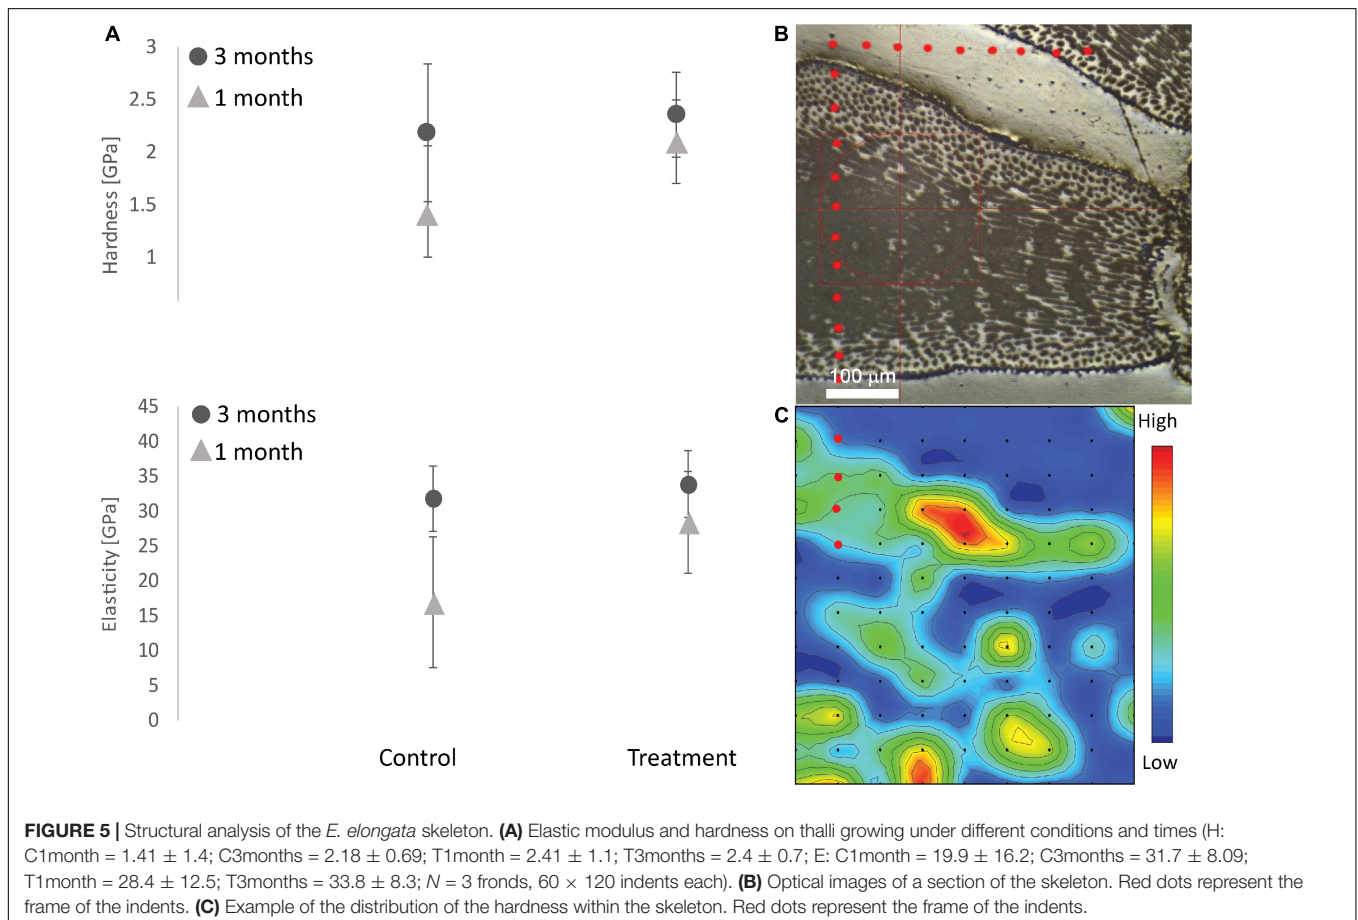 A
3
2.5
2
1.5
1
Hardness [GPa]
3 months
1 month
45
40
35
30
25
20
15
10
5
0
Elasticity [GPa]
3 months
1 month
Control
Treatment
B
100 μm
C
High
Low
FIGURE 5 | Structural analysis of the E. elongata skeleton. (A) Elastic modulus and hardness on thalli growing under different conditions and times (H:
C1month = 1.41 ± 1.4; C3months = 2.18 ± 0.69; T1month = 2.41 ± 1.1; T3months = 2.4 ± 0.7; E: C1month = 19.9 ± 16.2; C3months = 31.7 ± 8.09;
T1month = 28.4 ± 12.5; T3months = 33.8 ± 8.3; N = 3 fronds, 60 × 120 indents each). (B) Optical images of a section of the skeleton. Red dots represent the
frame of the indents. (C) Example of the distribution of the hardness within the skeleton. Red dots represent the frame of the indents.